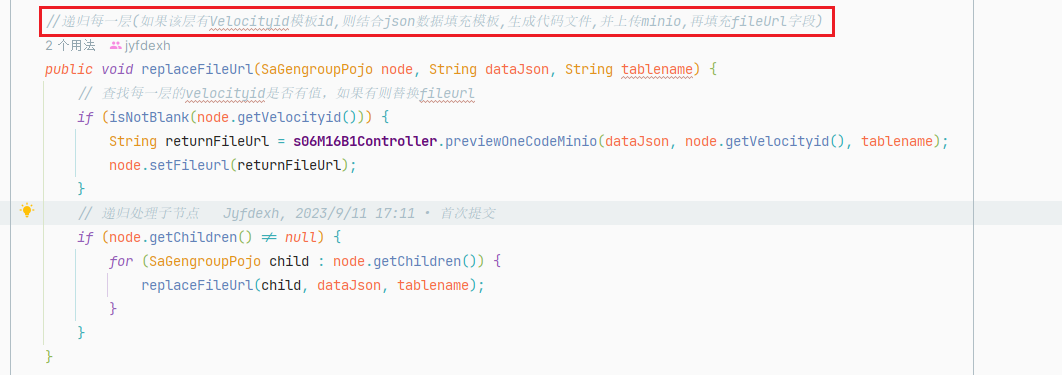 //递归每一层(如果该层有Velocityid模板id,则结合json数据填充模板,生成代码文件,并上传minio,再填充fileUrl字段)
2 个用法 jyfdexh
public void replaceFileUrl(SaGengroupPojo node, String dataJson, String tablename) {
// 查找每一层的velocityid是否有值，如果有则替换fileurl
if (isNotBlank(node.getVelocityid())) {
String returnFileUrl = s06M16B1Controller.previewOneCodeMinio(dataJson, node.getVelocityid(), tablename);
node.setFileurl(returnFileUrl);
}
// 递归处理子节点 Jyfdexh, 2023/9/11 17:11 • 首次提交
if (node.getChildren() ≠ null) {
for (SaGengroupPojo child : node.getChildren()) {
replaceFileUrl(child, dataJson, tablename);
}
}
}